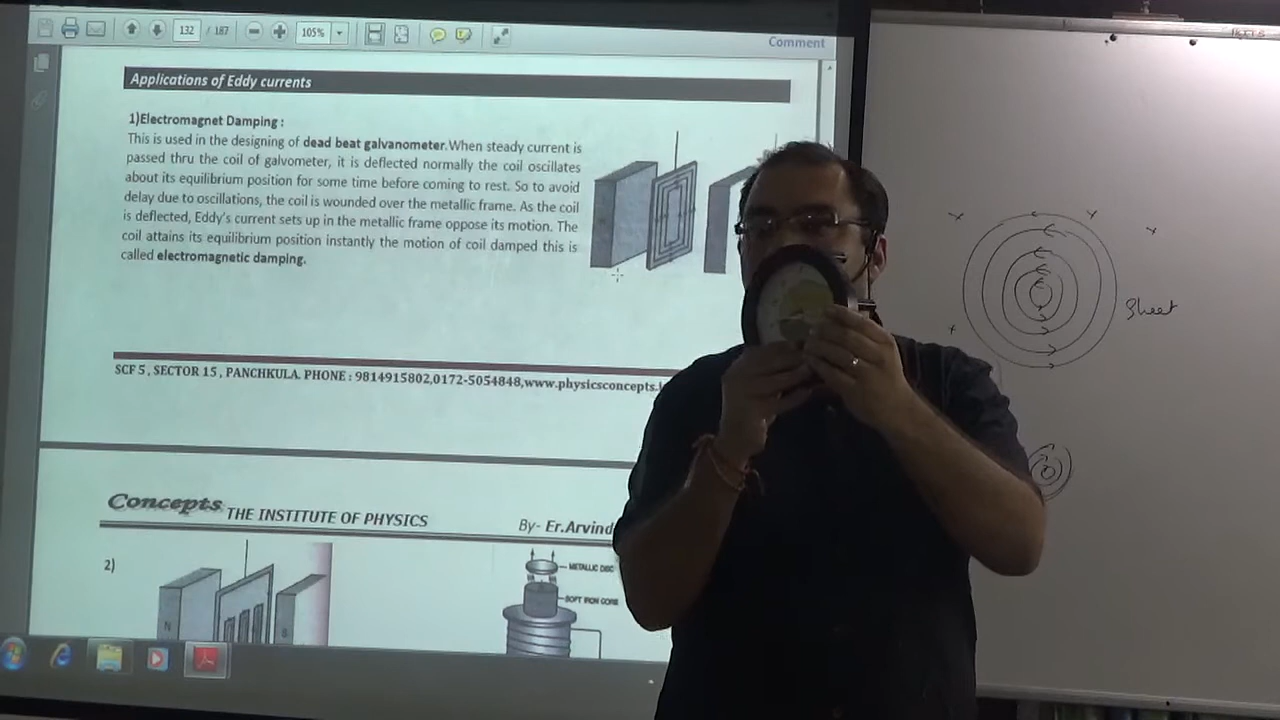 132 / 187
105%
Comment
Applications of Eddy currents
1)Electromagnet Damping :
This is used in the designing of dead beat galvanometer.When steady current is
passed thru the coil of galvometer, it is deflected normally the coil oscillates
about its equilibrium position for some time before coming to rest. So to avoid
delay due to oscillations, the coil is wounded over the metallic frame. As the coil
is deflected, Eddy's current sets up in the metallic frame oppose its motion. The
coil attains its equilibrium position instantly the motion of coil damped this is
called electromagnetic damping.
SCF 5, SECTOR 15, PANCHKULA. PHONE : 9814915802,0172-5054848,www.physicsconcepts.i
Concepts THE INSTITUTE OF PHYSICS
By- Er.Arvind
2)
METALLIC DISC
SOFT IRON CORE
N
S
Sheet